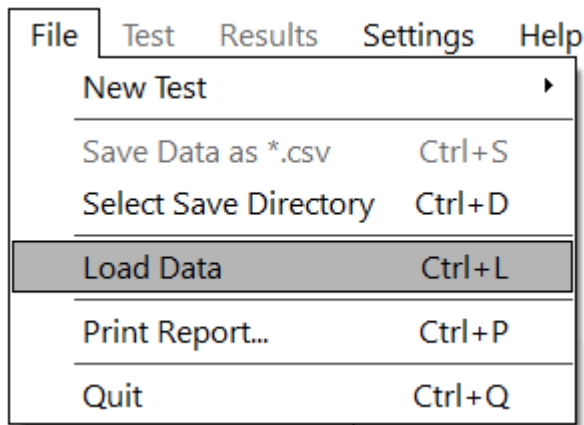 File Test Results Settings Help
New Test
Save Data as *.csv Ctrl+S
Select Save Directory Ctrl+D
Load Data Ctrl+L
Print Report... Ctrl+P
Quit Ctrl+Q